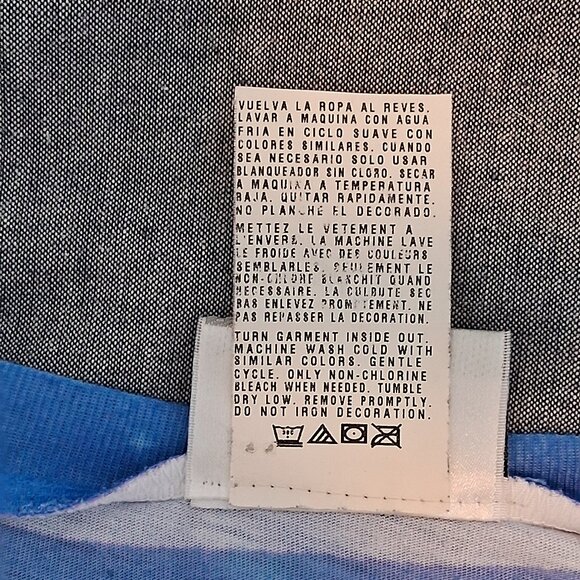 VUELVA LA ROPA AL REVES.
LAVAR A MAQUINA CON AGUA
FRIA EN CICLO SUAVE CON
COLORES SIMILARES. CUANDO
SEA NECESARIO SOLO USAR
BLANQUEADOR SIN CLORO. SECAR
A MAQUINA A TEMPERATURA
BAJA. QUITAR RAPIDAMENTE.
NO PLANCHE EL DECORADO.
METTEZ LE VETEMENT A
L'ENVERS. LA MACHINE LAVE
LE FROIDE AVEC DES COULEURS
SEMBLARLES. SEULEMENT LE
NON-CHLORE BLANCHIT QUAND
NECESSAIRE. LA CULBUTE SEC
BAS ENLEVEZ PROMPTEMENT. NE
PAS REPASSER LA DECORATION.
TURN GARMENT INSIDE OUT.
MACHINE WASH COLD WITH
SIMILAR COLORS. GENTLE
CYCLE. ONLY NON-CHLORINE
BLEACH WHEN NEEDED. TUMBLE
DRY LOW. REMOVE PROMPTLY.
DO NOT IRON DECORATION.
30C